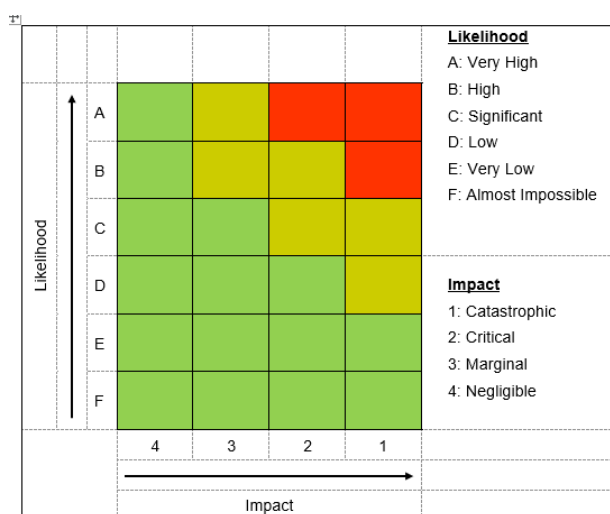 Likelihood
A: Very High
B: High
C: Significant
D: Low
E: Very Low
F: Almost Impossible
Impact
1: Catastrophic
2: Critical
3: Marginal
4: Negligible
Likelihood
A
B
C
D
E
F
4 3 2 1
Impact